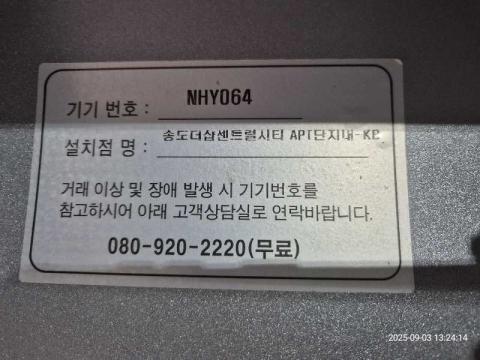 기기 번호 : NHY064
설치점 명 : 송도더샵센트럴시티 APT단지내-KB
거래 이상 및 장애 발생 시 기기번호를
참고하시어 아래 고객상담실로 연락바랍니다.
080-920-2220(무료)
2025-09-03 13:24:14